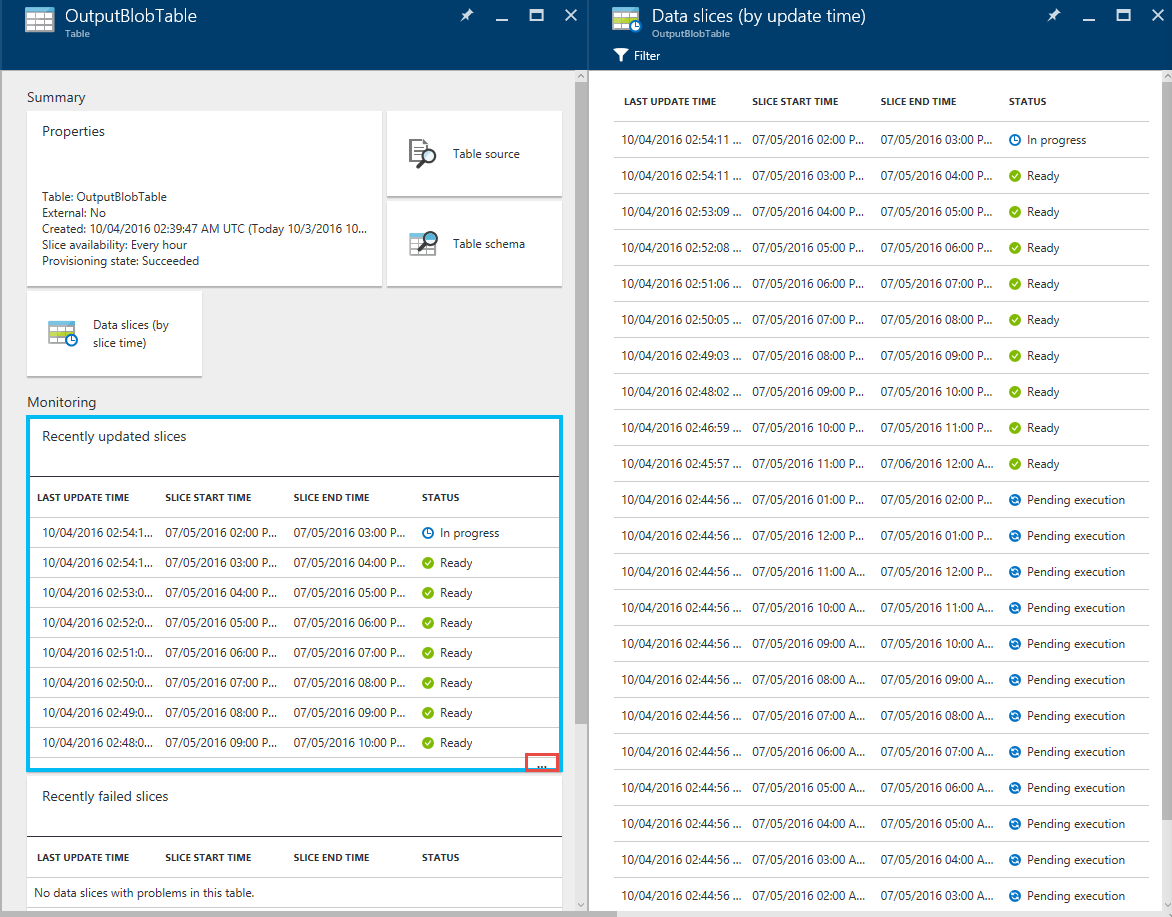 OutputBlobTable
Table
Summary
Properties
Table: OutputBlobTable
External: No
Created: 10/04/2016 02:39:47 AM UTC (Today 10/3/2016 10...
Slice availability: Every hour
Provisioning state: Succeeded
Table source
Table schema
Data slices (by
slice time)
Monitoring
Recently updated slices
LAST UPDATE TIME SLICE START TIME SLICE END TIME STATUS
10/04/2016 02:54:1... 07/05/2016 02:00 P... 07/05/2016 03:00 P... In progress
10/04/2016 02:54:1... 07/05/2016 03:00 P... 07/05/2016 04:00 P... Ready
10/04/2016 02:53:0... 07/05/2016 04:00 P... 07/05/2016 05:00 P... Ready
10/04/2016 02:52:0... 07/05/2016 05:00 P... 07/05/2016 06:00 P... Ready
10/04/2016 02:51:0... 07/05/2016 06:00 P... 07/05/2016 07:00 P... Ready
10/04/2016 02:50:0... 07/05/2016 07:00 P... 07/05/2016 08:00 P... Ready
10/04/2016 02:49:0... 07/05/2016 08:00 P... 07/05/2016 09:00 P... Ready
10/04/2016 02:48:0... 07/05/2016 09:00 P... 07/05/2016 10:00 P... Ready
...
Recently failed slices
LAST UPDATE TIME SLICE START TIME SLICE END TIME STATUS
No data slices with problems in this table.
Data slices (by update time)
OutputBlobTable
Filter
LAST UPDATE TIME SLICE START TIME SLICE END TIME STATUS
10/04/2016 02:54:11 ... 07/05/2016 02:00 P... 07/05/2016 03:00 P... In progress
10/04/2016 02:54:11 ... 07/05/2016 03:00 P... 07/05/2016 04:00 P... Ready
10/04/2016 02:53:09 ... 07/05/2016 04:00 P... 07/05/2016 05:00 P... Ready
10/04/2016 02:52:08 ... 07/05/2016 05:00 P... 07/05/2016 06:00 P... Ready
10/04/2016 02:51:06 ... 07/05/2016 06:00 P... 07/05/2016 07:00 P... Ready
10/04/2016 02:50:05 ... 07/05/2016 07:00 P... 07/05/2016 08:00 P... Ready
10/04/2016 02:49:03 ... 07/05/2016 08:00 P... 07/05/2016 09:00 P... Ready
10/04/2016 02:48:02 ... 07/05/2016 09:00 P... 07/05/2016 10:00 P... Ready
10/04/2016 02:46:59 ... 07/05/2016 10:00 P... 07/05/2016 11:00 P... Ready
10/04/2016 02:45:57 ... 07/05/2016 11:00 P... 07/06/2016 12:00 A... Ready
10/04/2016 02:44:56 ... 07/05/2016 01:00 P... 07/05/2016 02:00 P... Pending execution
10/04/2016 02:44:56 ... 07/05/2016 12:00 P... 07/05/2016 01:00 P... Pending execution
10/04/2016 02:44:56 ... 07/05/2016 11:00 A... 07/05/2016 12:00 P... Pending execution
10/04/2016 02:44:56 ... 07/05/2016 10:00 A... 07/05/2016 11:00 A... Pending execution
10/04/2016 02:44:56 ... 07/05/2016 09:00 A... 07/05/2016 10:00 A... Pending execution
10/04/2016 02:44:56 ... 07/05/2016 08:00 A... 07/05/2016 09:00 A... Pending execution
10/04/2016 02:44:56 ... 07/05/2016 07:00 A... 07/05/2016 08:00 A... Pending execution
10/04/2016 02:44:56 ... 07/05/2016 06:00 A... 07/05/2016 07:00 A... Pending execution
10/04/2016 02:44:56 ... 07/05/2016 05:00 A... 07/05/2016 06:00 A... Pending execution
10/04/2016 02:44:56 ... 07/05/2016 04:00 A... 07/05/2016 05:00 A... Pending execution
10/04/2016 02:44:56 ... 07/05/2016 03:00 A... 07/05/2016 04:00 A... Pending execution
10/04/2016 02:44:56 ... 07/05/2016 02:00 A... 07/05/2016 03:00 A... Pending execution